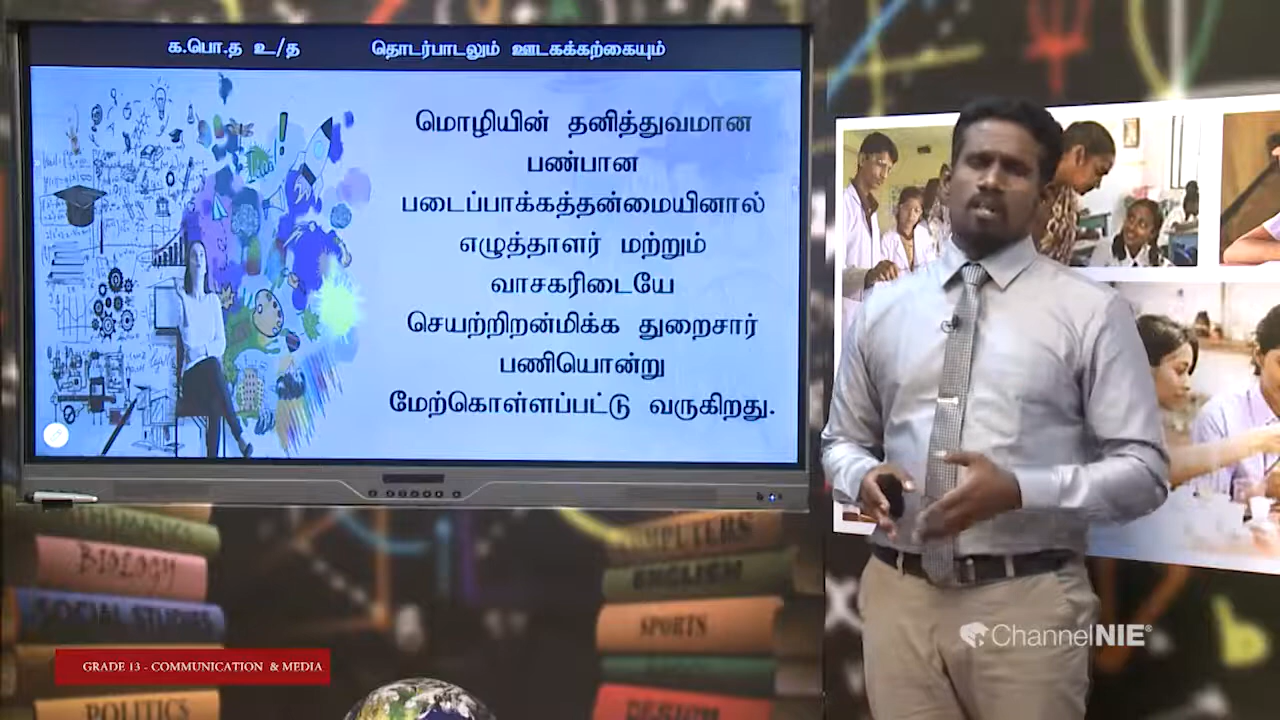 க.பொ.த உ/த தொடர்பாடலும் ஊடகக்கற்கையும்
மொழியின் தனித்துவமான
பண்பான
படைப்பாக்கத்தன்மையினால்
எழுத்தாளர் மற்றும்
வாசகரிடையே
செயற்றிறன்மிக்க துறைசார்
பணியொன்று
மேற்கொள்ளப்பட்டு வருகிறது.
MATHEMATICS
BIOLOGY
SOCIAL STUDIES
POLITICS
COMPUTERS
ENGLISH
SPORTS
DESIGN
GRADE 13 - COMMUNICATION & MEDIA
ChannelNIE®